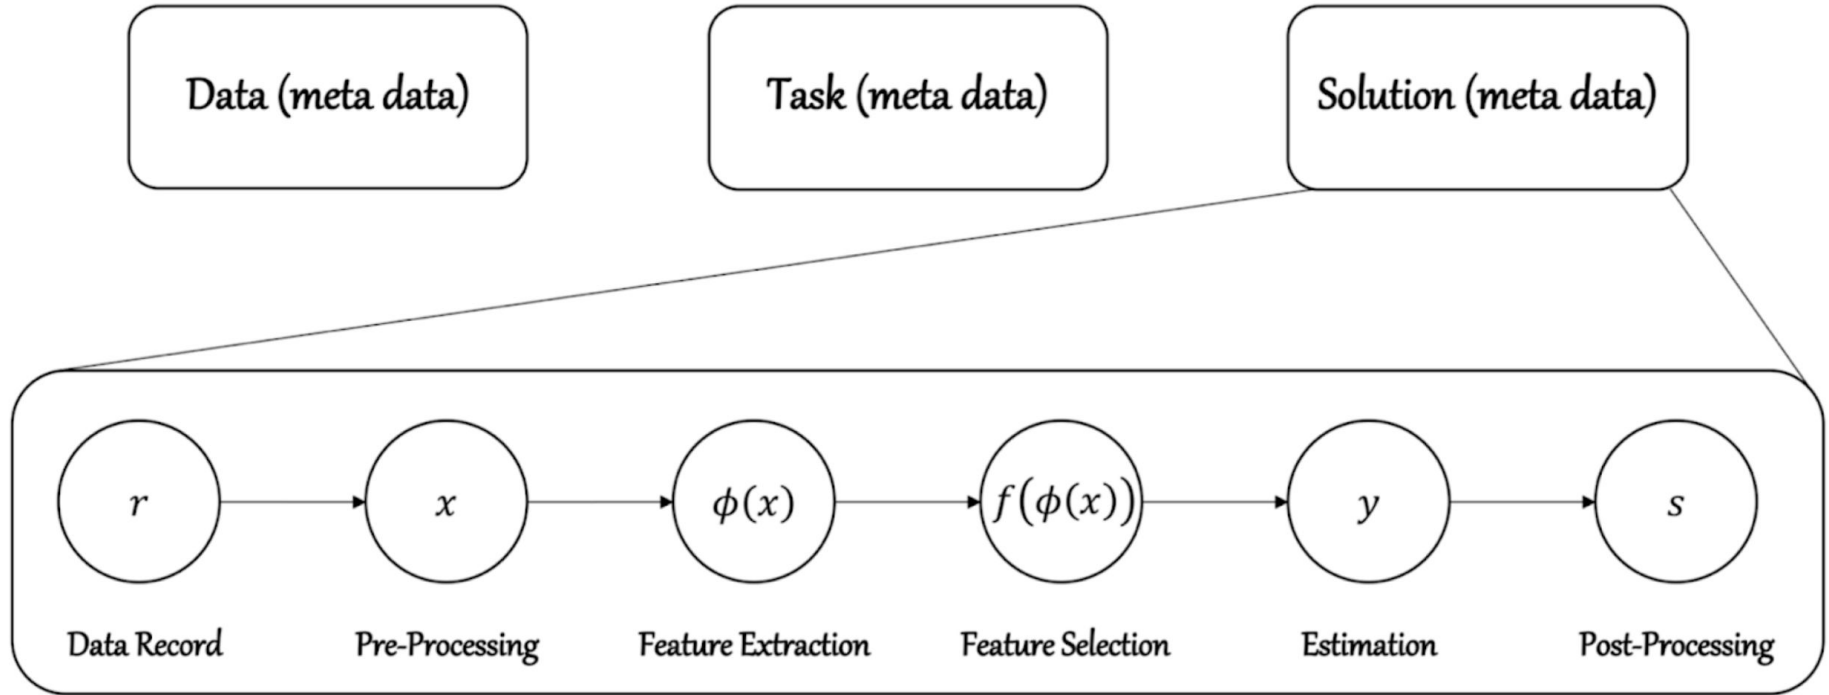 Data (meta data)
Task (meta data)
Solution (meta data)
r
x
ϕ(x)
f(ϕ(x))
y
s
Data Record
Pre-Processing
Feature Extraction
Feature Selection
Estimation
Post-Processing